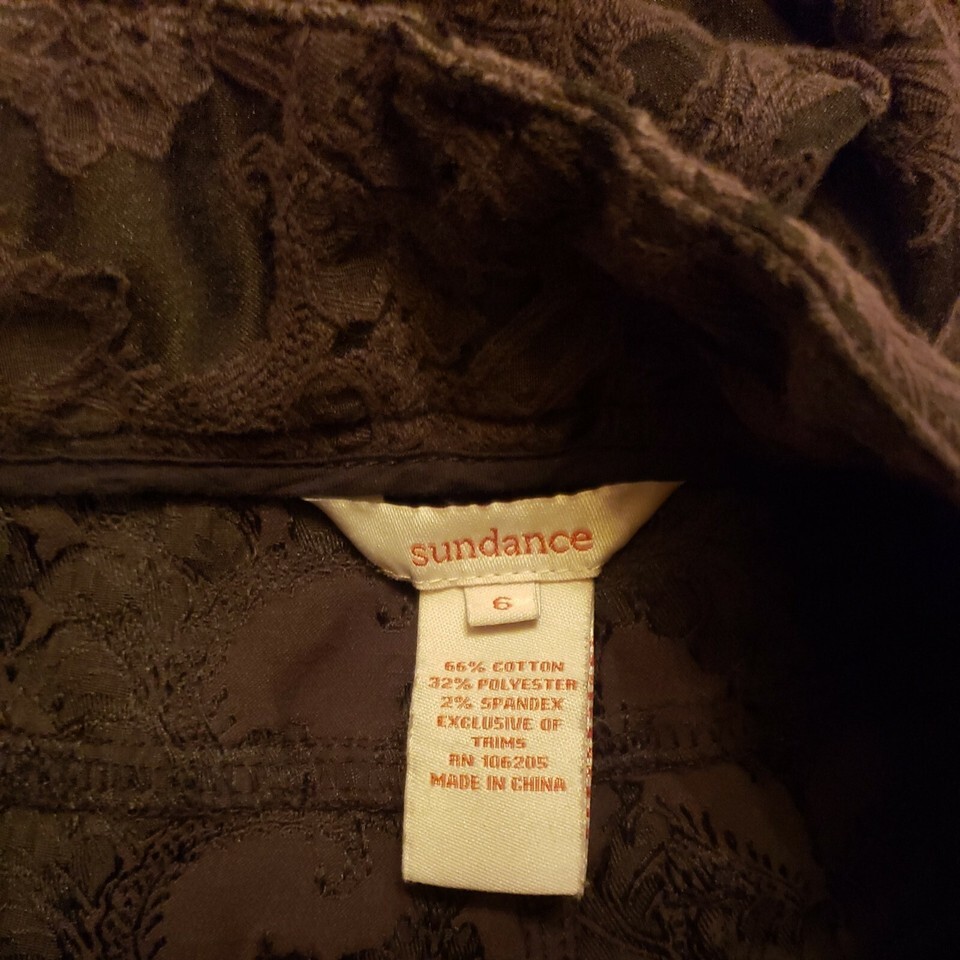 sundance
6
66% COTTON
32% POLYESTER
2% SPANDEX
EXCLUSIVE OF
TRIMS
RN 106205
MADE IN CHINA